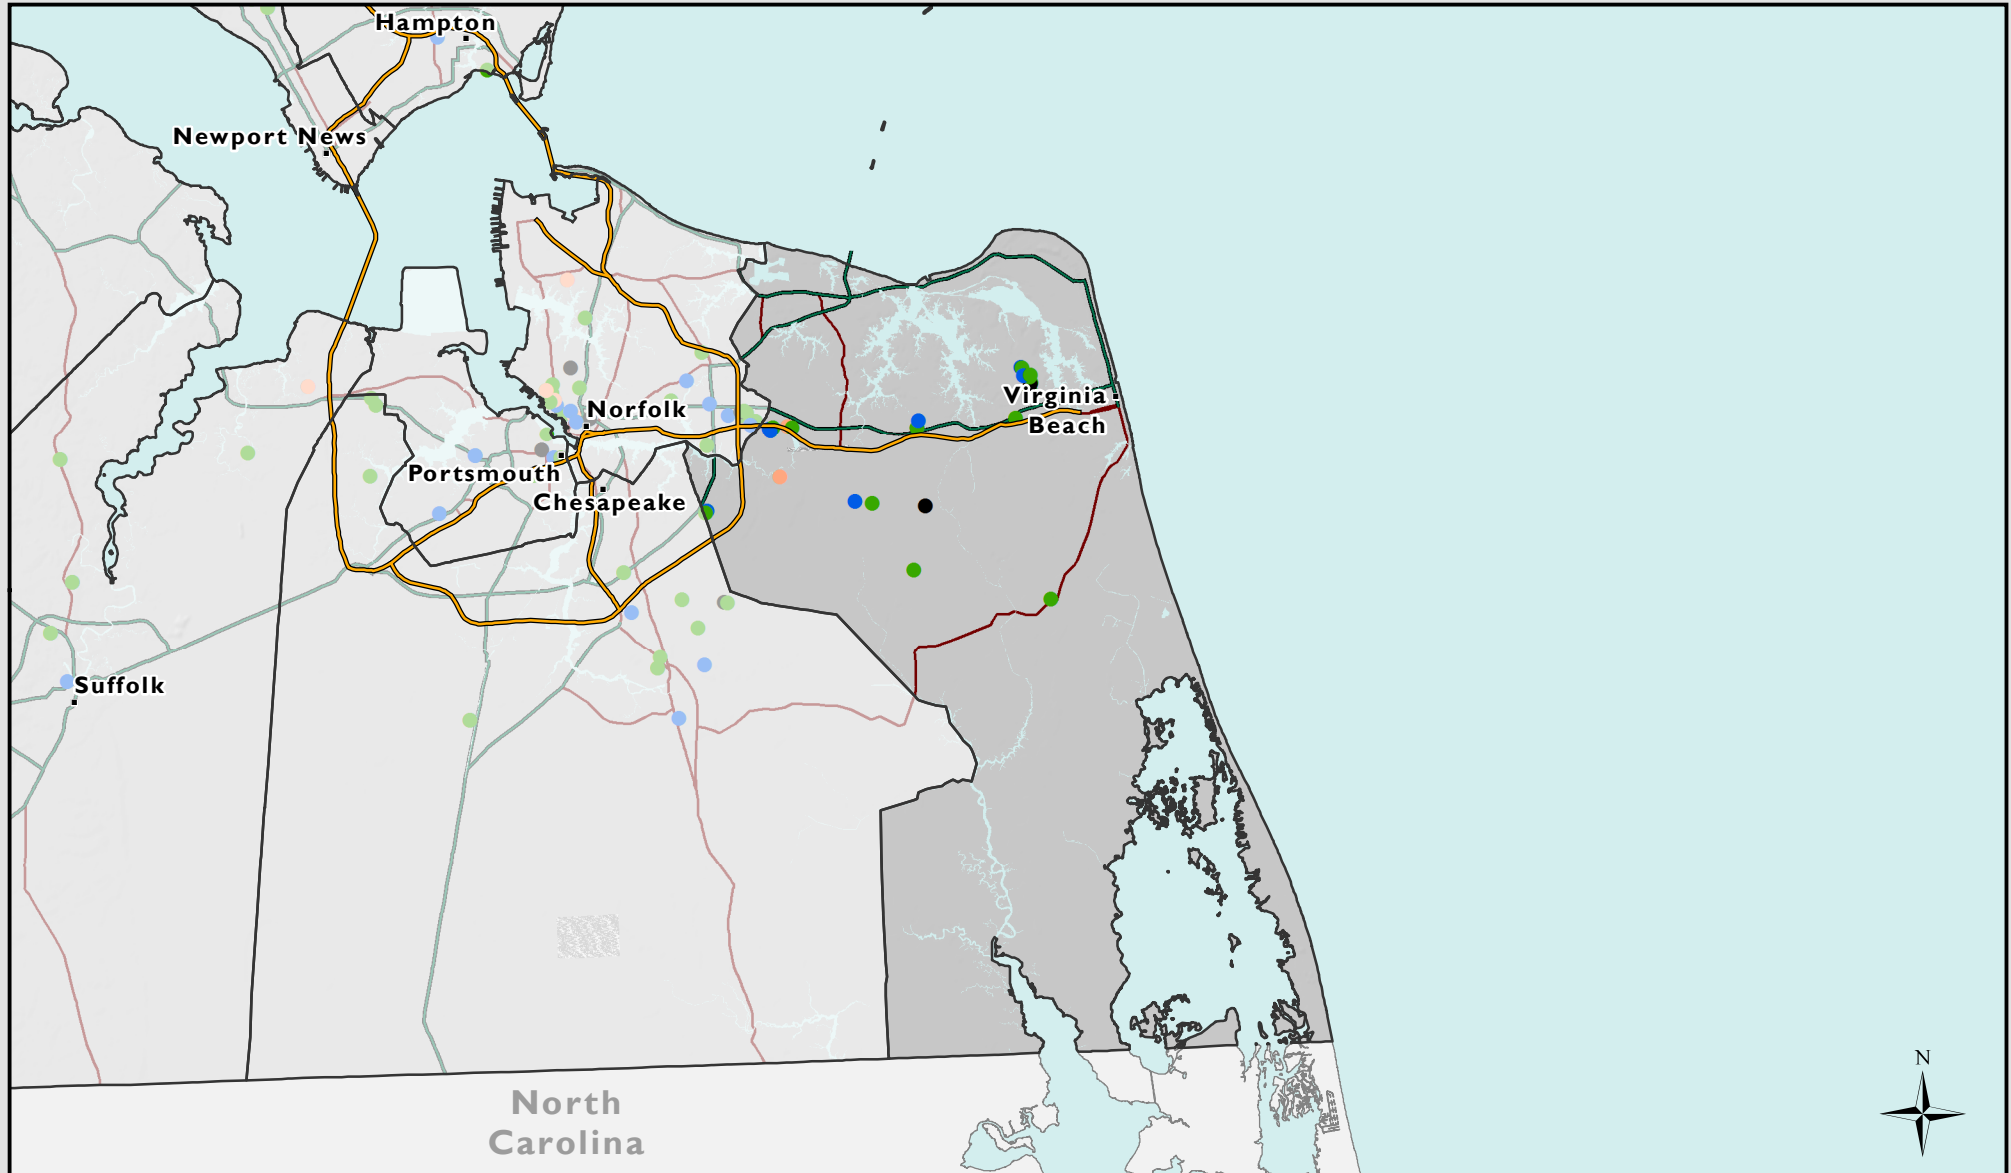 Hampton
Newport News
Norfolk
Virginia
Beach
Portsmouth
Chesapeake
Suffolk
North
Carolina
N